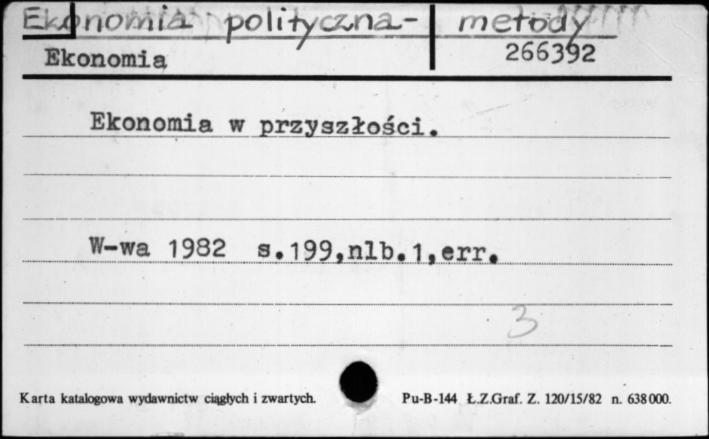 Ekonomia polityczna- metody
Ekonomia 266392
Ekonomia w przyszłości.
W-wa 1982 s.199,nlb.1,err.
3
Karta katalogowa wydawnictw ciągłych i zwartych. Pu-B-144 Ł.Z.Graf. Z. 120/15/82 n. 638000.